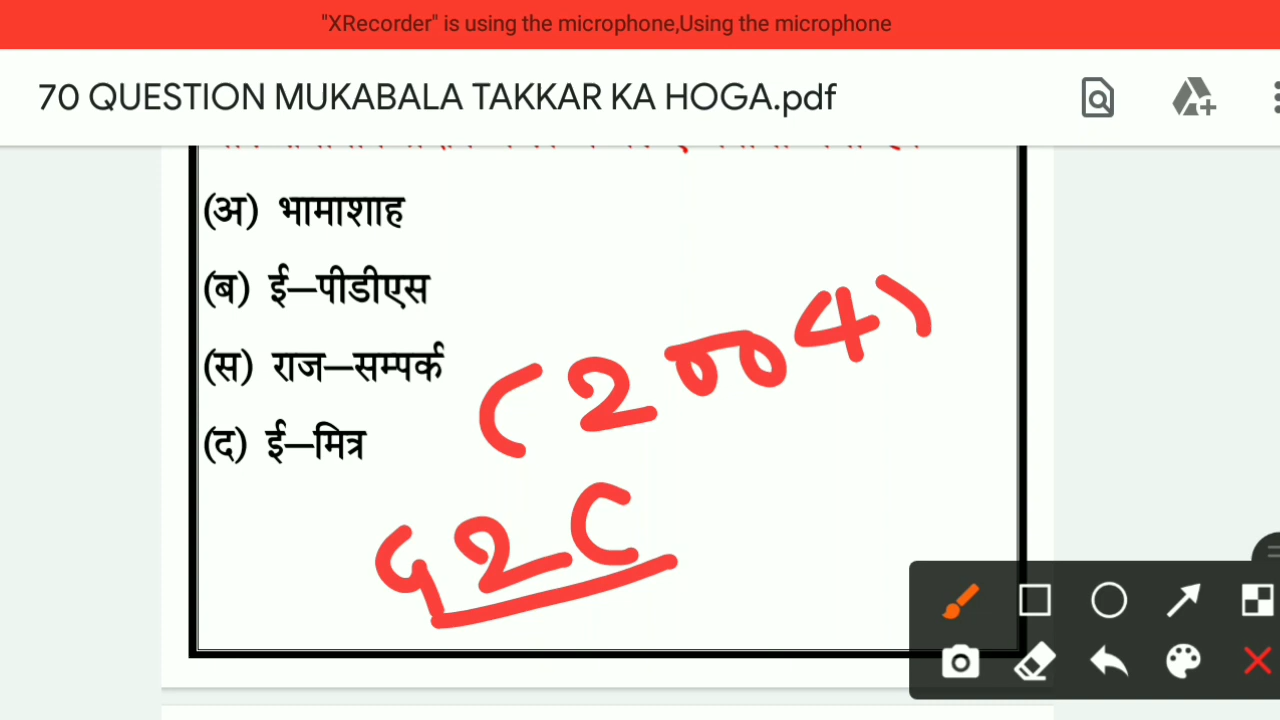 "XRecorder" is using the microphone,Using the microphone
70 QUESTION MUKABALA TAKKAR KA HOGA.pdf
(अ) भामाशाह
(ब) ई–पीडीएस
(स) राज–सम्पर्क
(द) ई–मित्र
(2004)
G2C